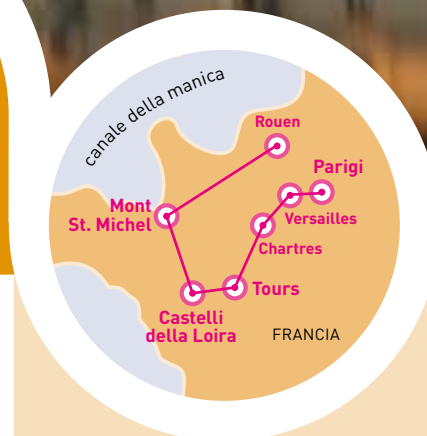 canale della manica
Rouen
Parigi
Mont
St. Michel
Versailles
Chartres
Tours
Castelli
della Loira
FRANCIA